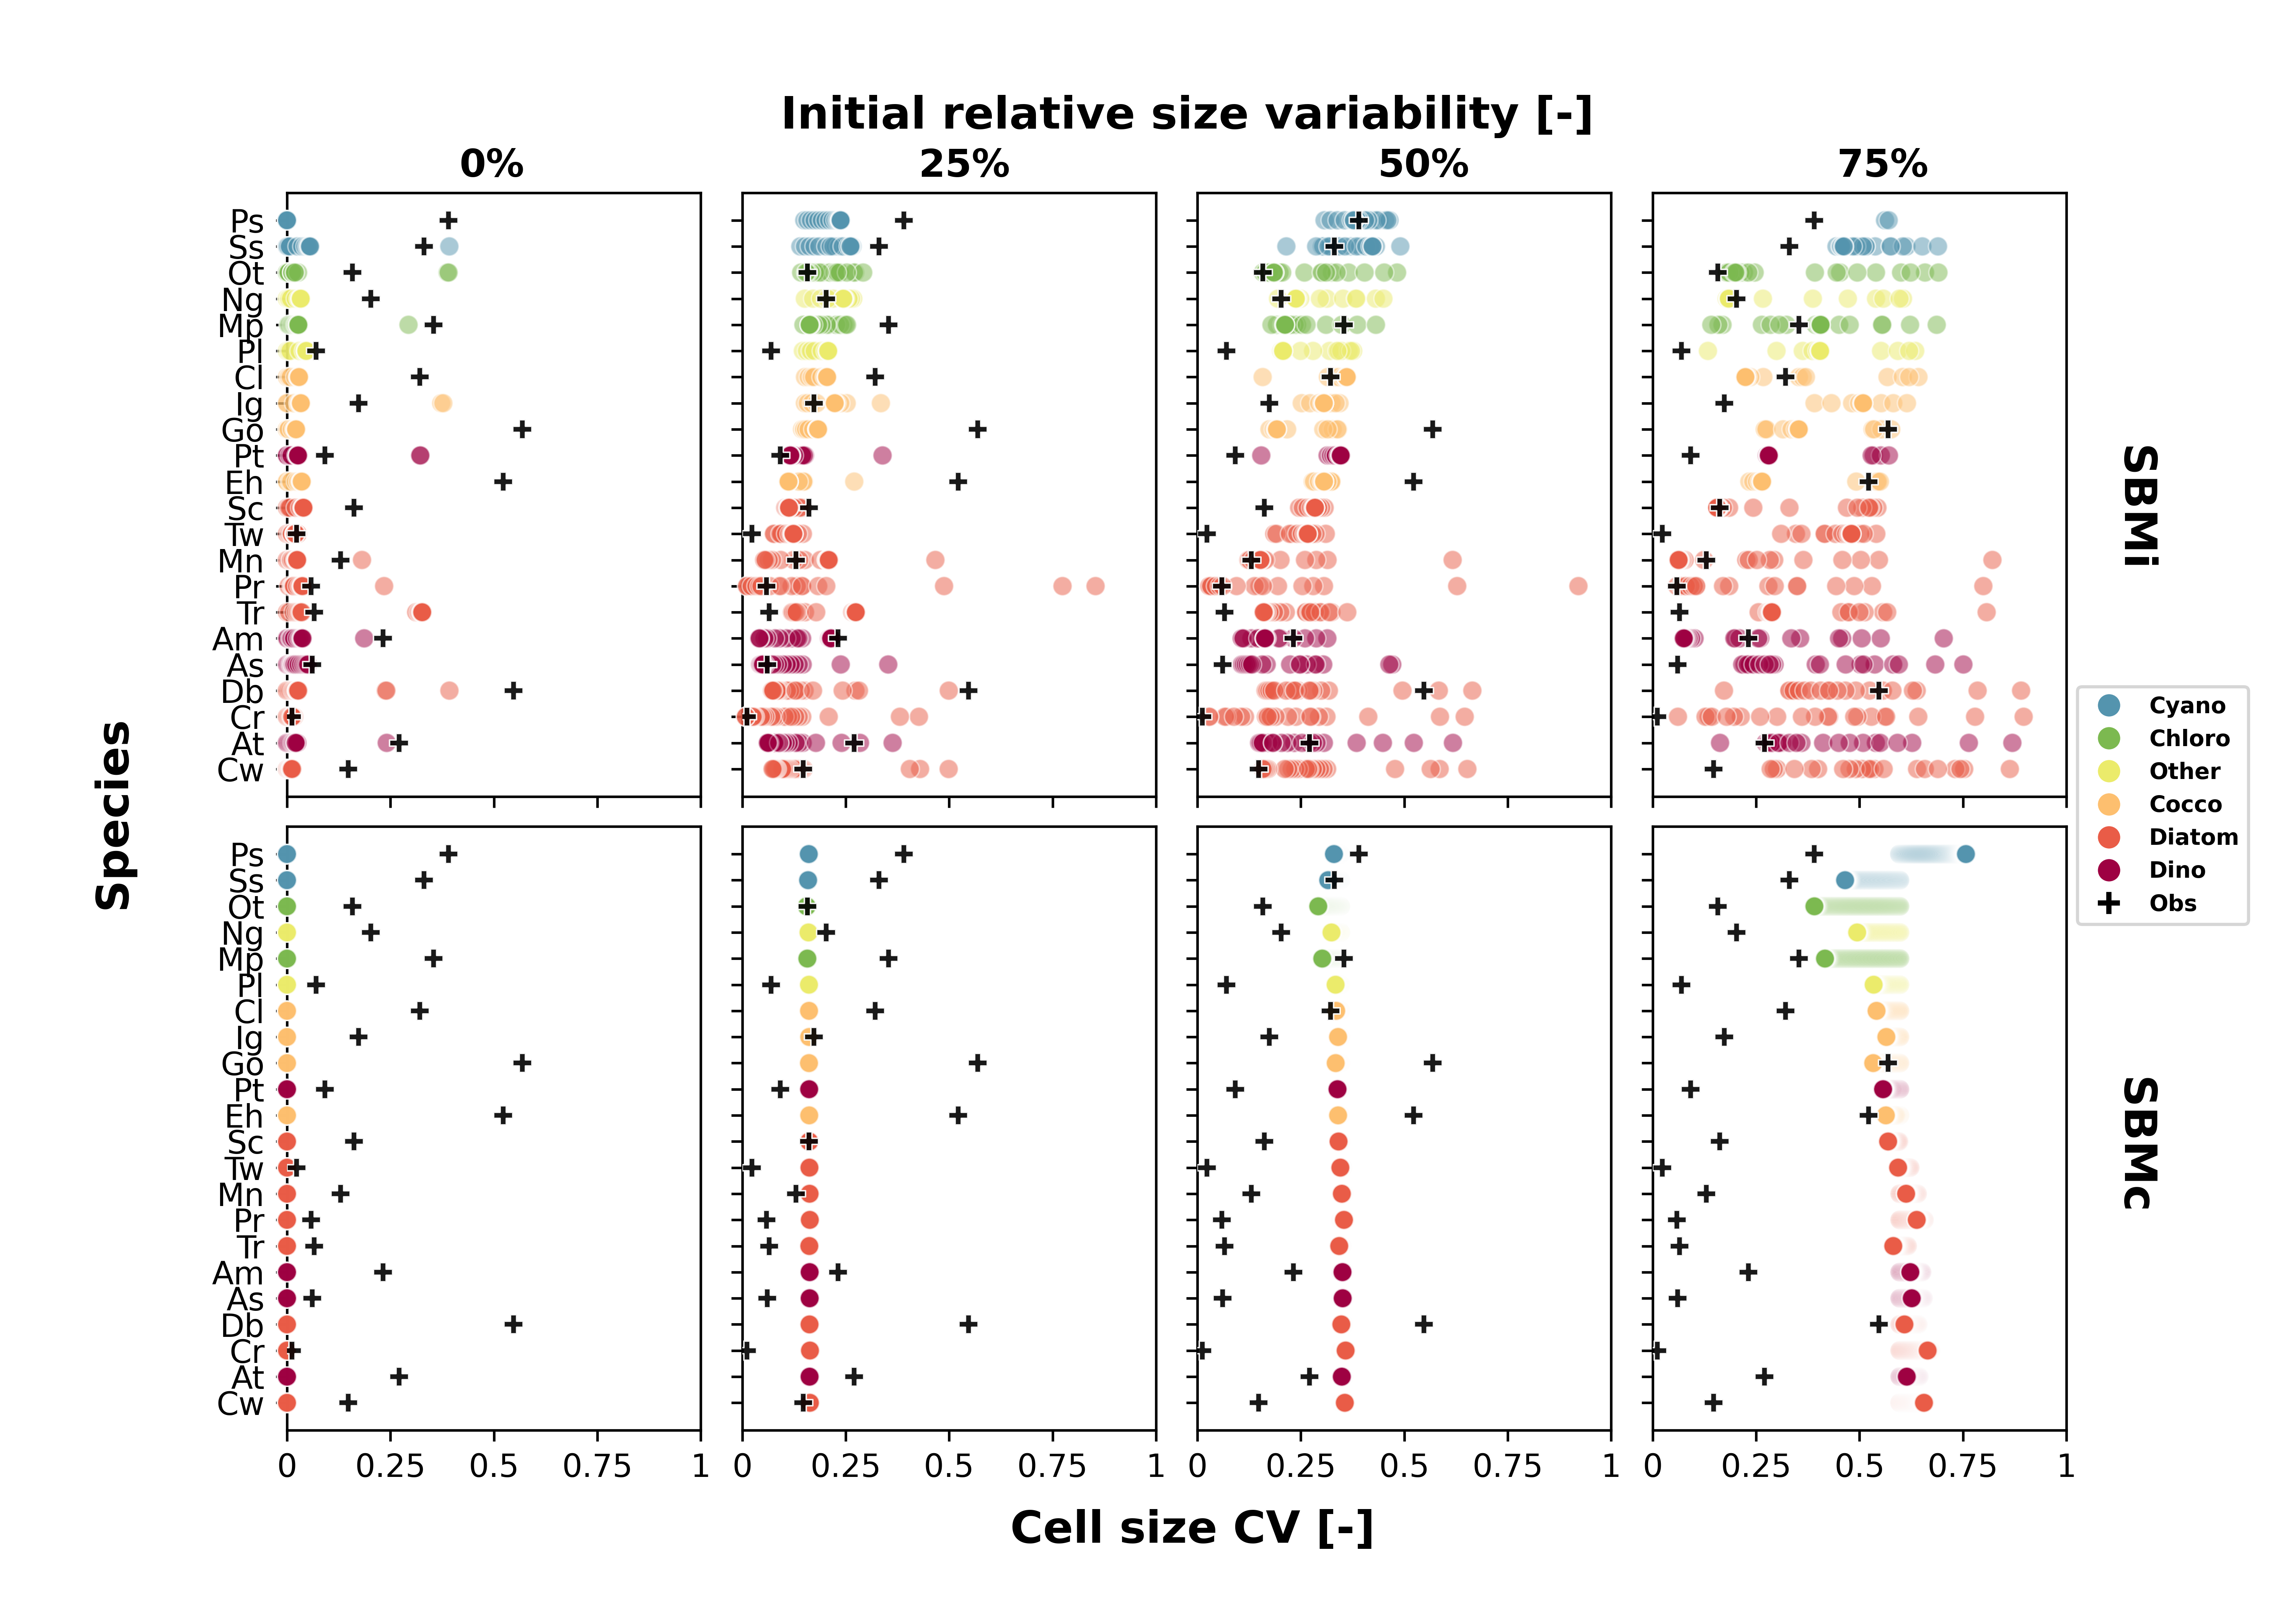 Initial relative size variability [-]
0% 25% 50% 75%
Ps
Ss
Ot
Ng
Mp
Pl
Cl
Ig
Go
Pt
Eh
Sc
Tw
Mn
Pr
Tr
Am
As
Db
Cr
At
Cw
SBMi
Species
Cyano
Chloro
Other
Cocco
Diatom
Dino
Obs
Ps
Ss
Ot
Ng
Mp
Pl
Cl
Ig
Go
Pt
Eh
Sc
Tw
Mn
Pr
Tr
Am
As
Db
Cr
At
Cw
SBMc
0 0.25 0.5 0.75 1 0 0.25 0.5 0.75 1 0 0.25 0.5 0.75 1 0 0.25 0.5 0.75 1
Cell size CV [-]